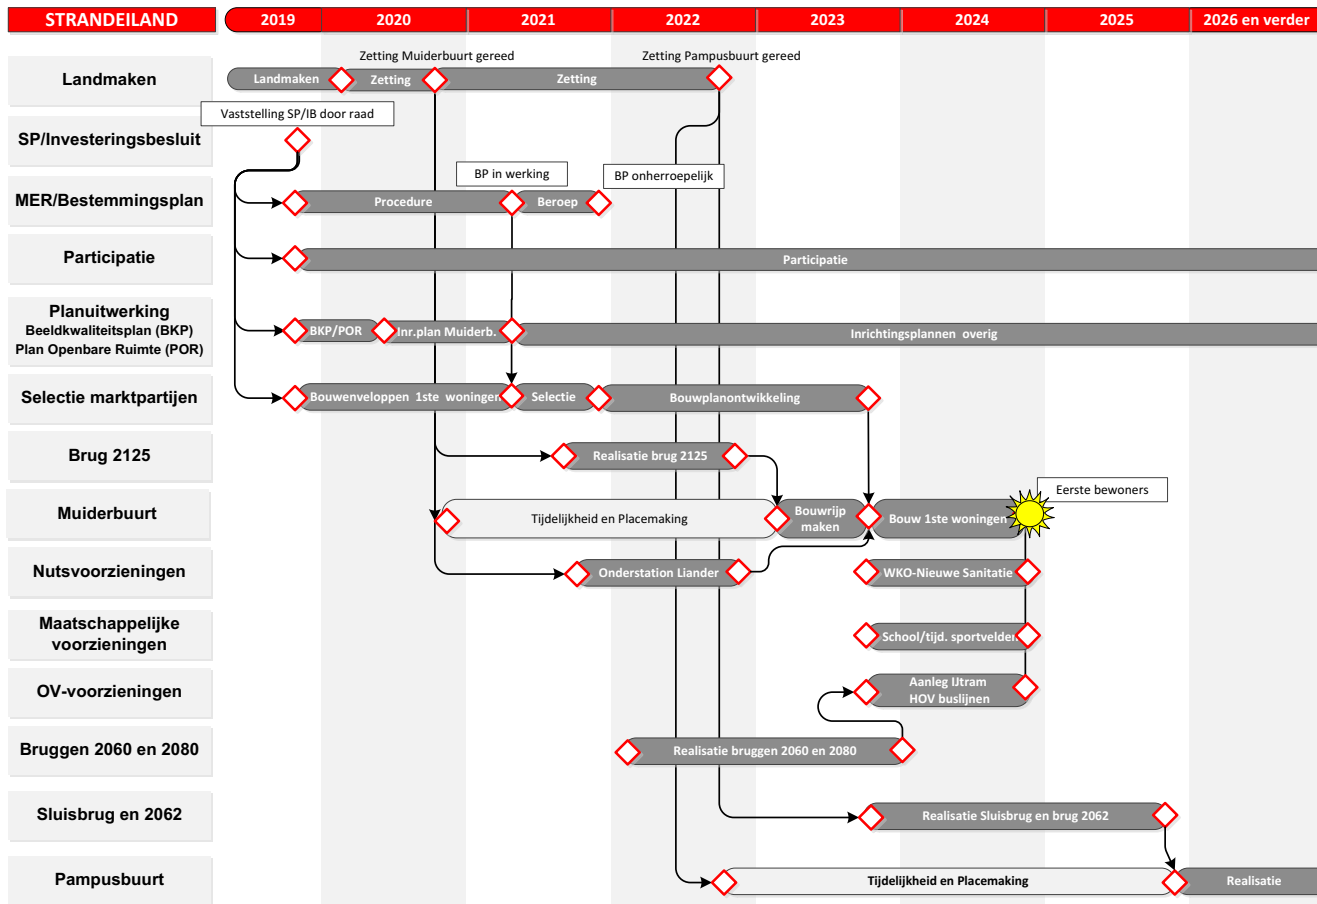 STRANDEILAND 2019 2020 2021 2022 2023 2024 2025 2026 en verder
Zetting Muiderbuurt gereed Zetting Pampusbuurt gereed
Landmaken Landmaken Zetting Zetting
Vaststelling SP/IB door raad
SP/Investeringsbesluit
BP in werking BP onherroepelijk
MER/Bestemmingsplan Procedure Beroep
Participatie Participatie
Planuitwerking
Beeldkwaliteitsplan (BKP)
Plan Openbare Ruimte (POR)
BKP/POR Inr.plan Muiderb. Inrichtingsplannen overig
Selectie marktpartijen Bouwenveloppen 1ste woningen Selectie Bouwplanontwikkeling
Brug 2125 Realisatie brug 2125
Eerste bewoners
Muiderbuurt Tijdelijkheid en Placemaking
Bouwrijp
maken
Bouw 1ste woningen
Nutsvoorzieningen Onderstation Liander WKO-Nieuwe Sanitatie
Maatschappelijke
voorzieningen
School/tijd. sportvelden
OV-voorzieningen
Aanleg IJtram
HOV buslijnen
Bruggen 2060 en 2080 Realisatie bruggen 2060 en 2080
Sluisbrug en 2062 Realisatie Sluisbrug en brug 2062
Pampusbuurt Tijdelijkheid en Placemaking Realisatie